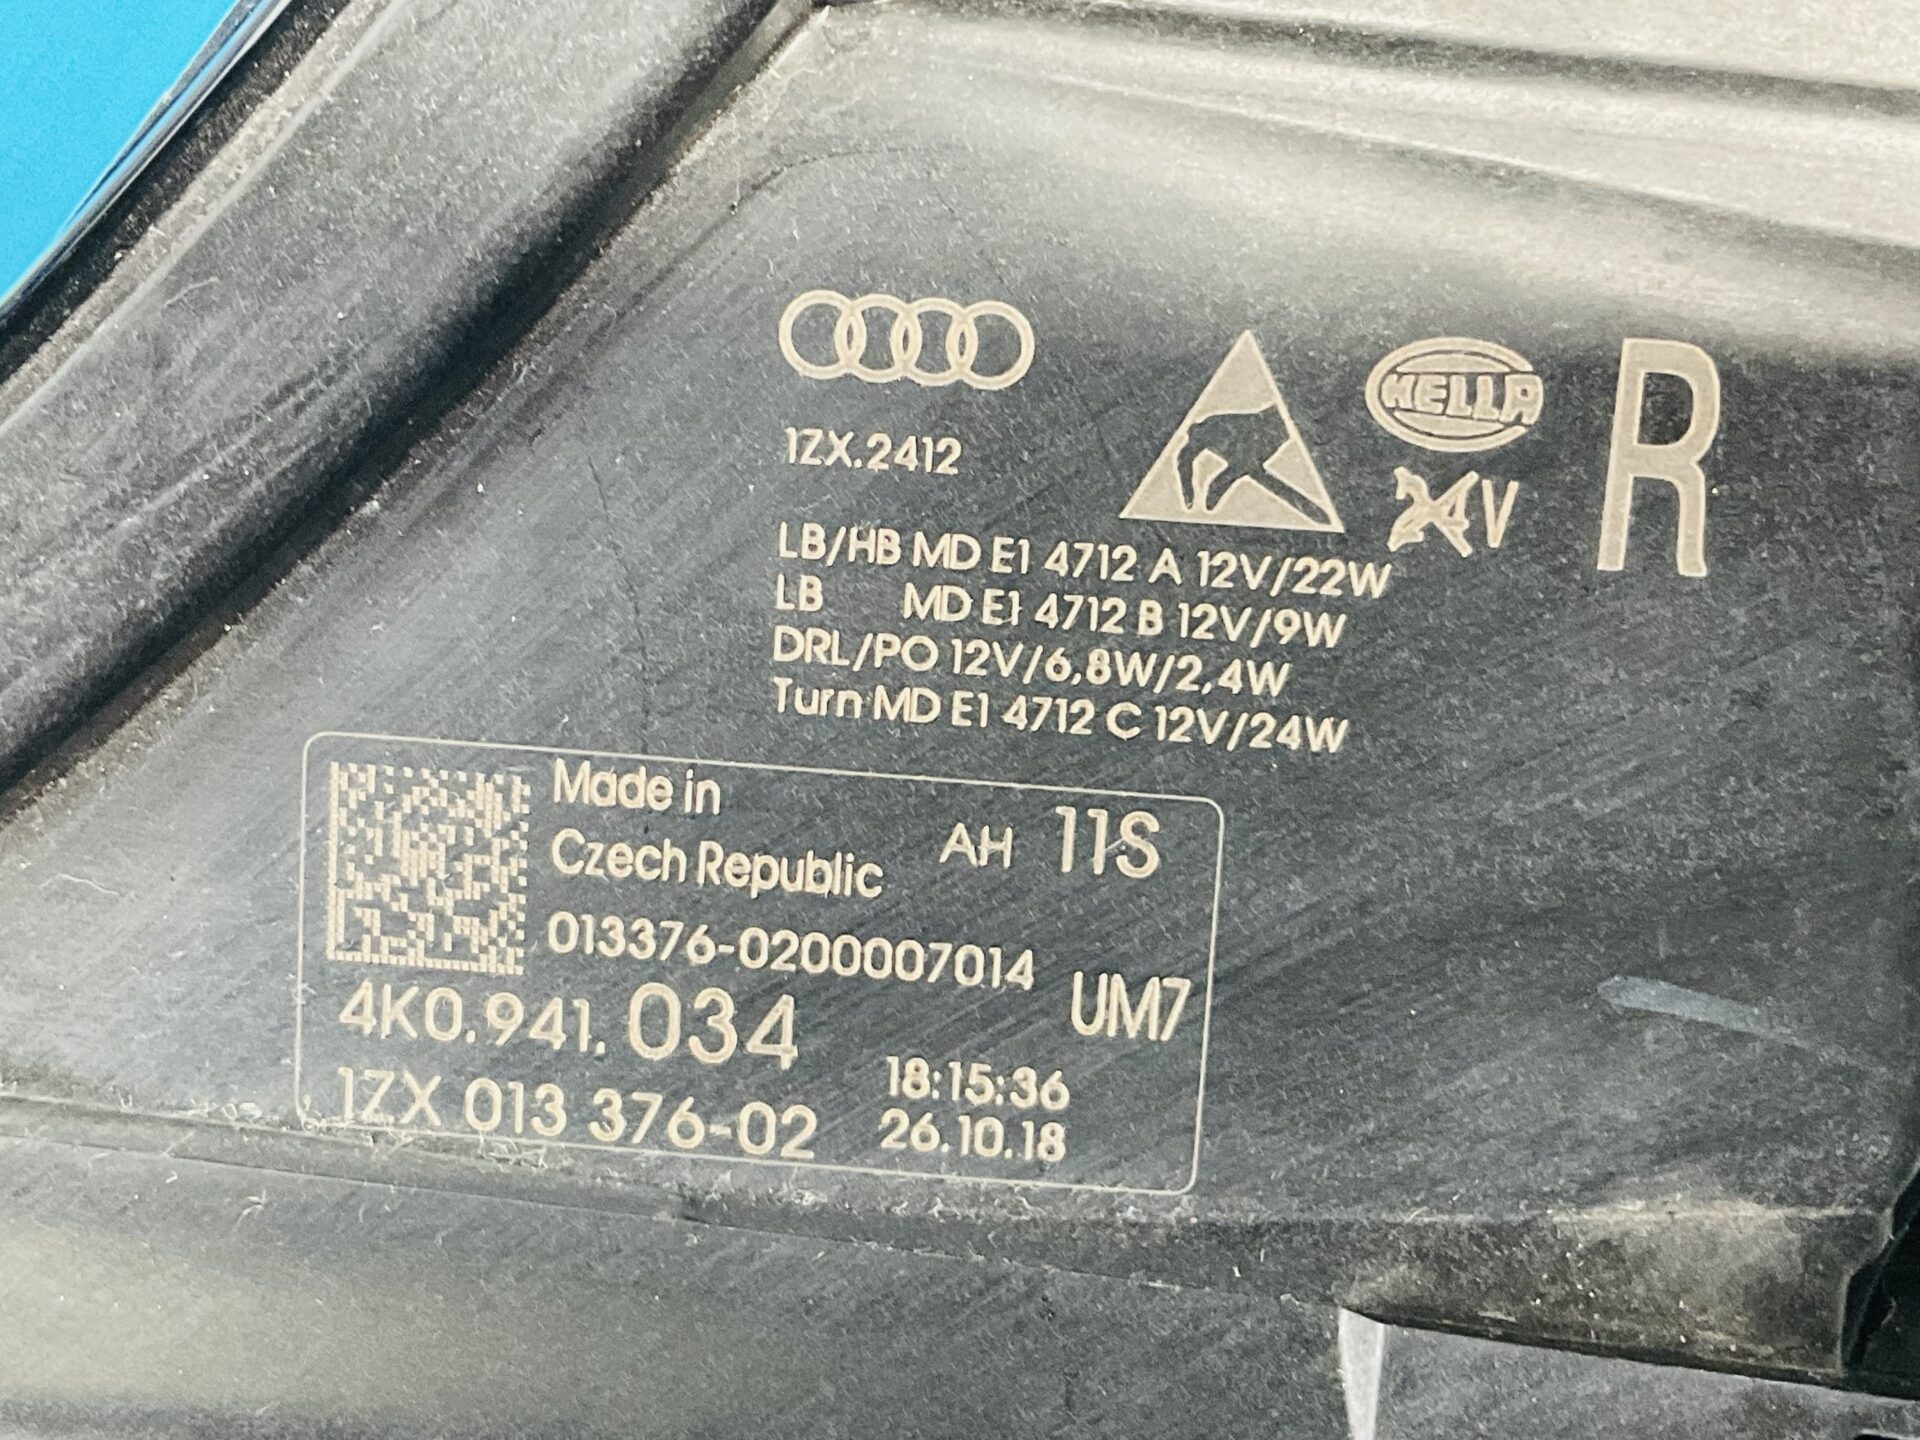 1ZX.2412
HELLA
24V
R
LB/HB MD E1 4712 A 12V/22W
LB MD E1 4712 B 12V/9W
DRL/PO 12V/6,8W/2,4W
Turn MD E1 4712 C 12V/24W
Made in
Czech Republic
AH 11S
013376-0200007014
UM7
4K0.941.034
18:15:36
1ZX 013 376-02
26.10.18